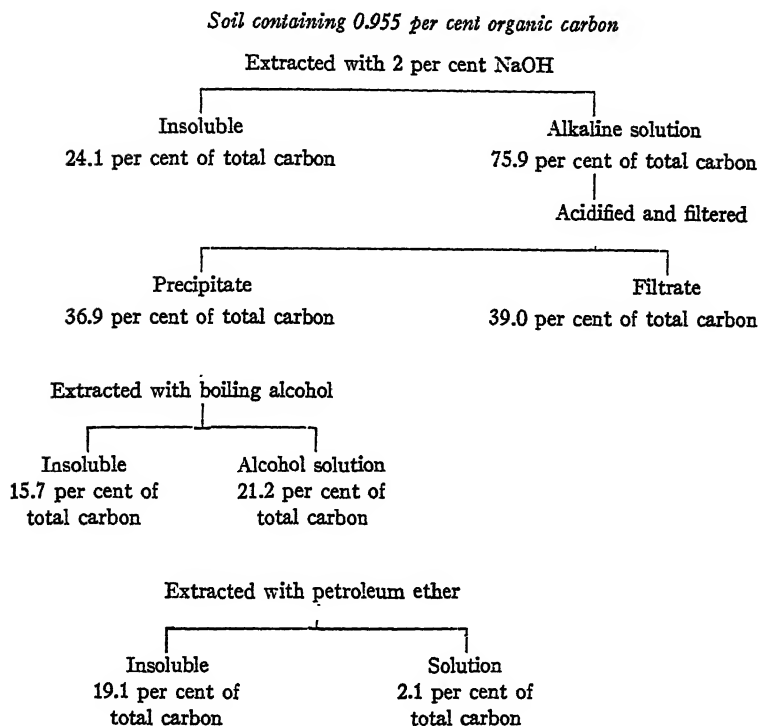 Soil containing 0.955 per cent organic carbon
Extracted with 2 per cent NaOH
Insoluble
24.1 per cent of total carbon
Alkaline solution
75.9 per cent of total carbon
Acidified and filtered
Precipitate
36.9 per cent of total carbon
Filtrate
39.0 per cent of total carbon
Extracted with boiling alcohol
Insoluble
15.7 per cent of
total carbon
Alcohol solution
21.2 per cent of
total carbon
Extracted with petroleum ether
Insoluble
19.1 per cent of
total carbon
Solution
2.1 per cent of
total carbon